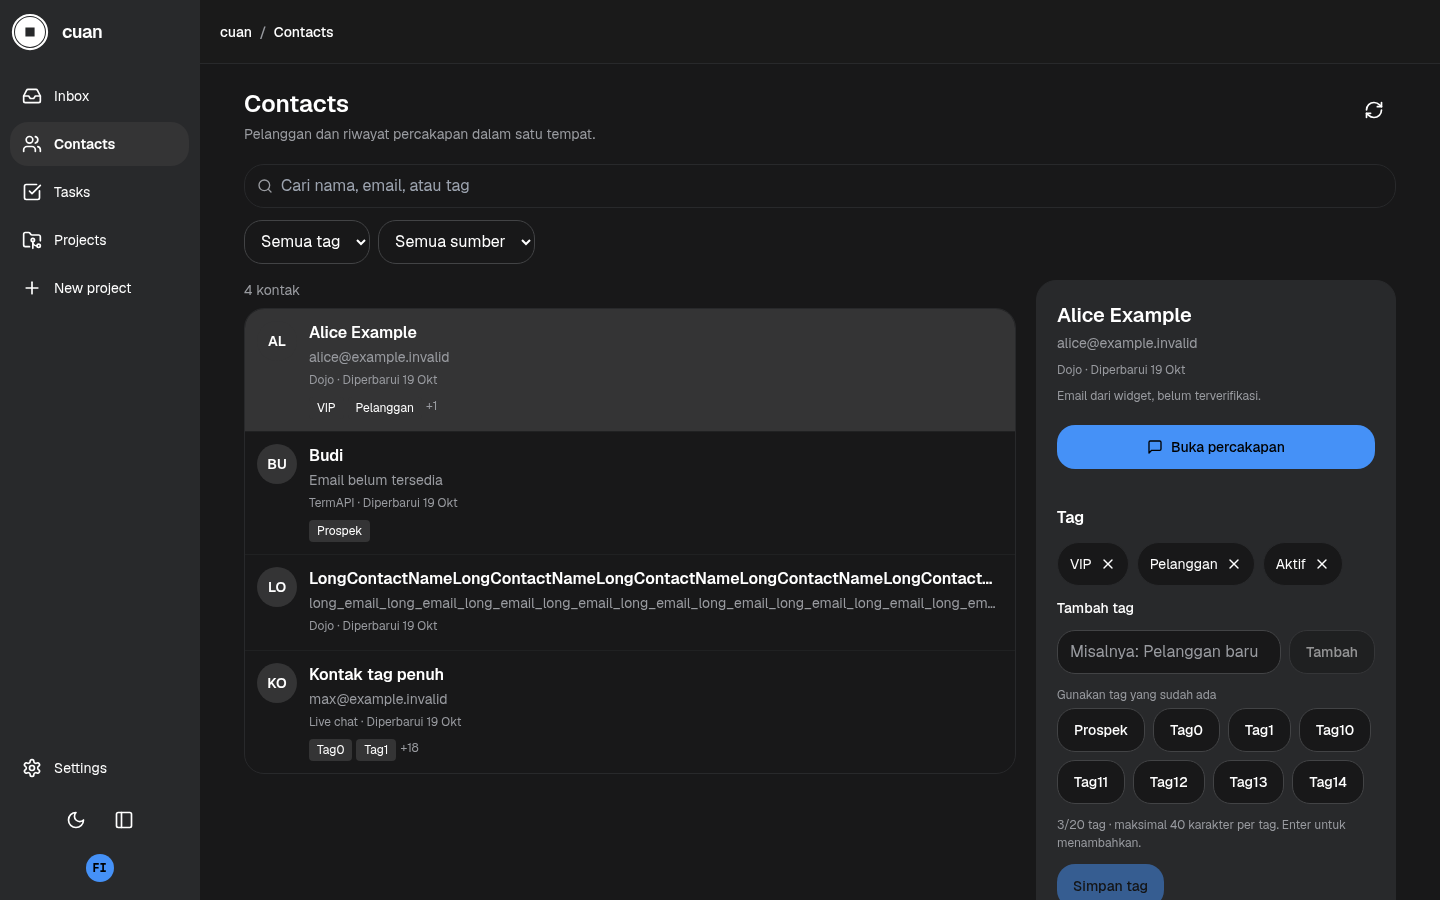 cuan
Inbox
Contacts
Tasks
Projects
New project
Settings
FI
cuan / Contacts
Contacts
Pelanggan dan riwayat percakapan dalam satu tempat.
Cari nama, email, atau tag
Semua tag
Semua sumber
4 kontak
AL
Alice Example
alice@example.invalid
Dojo · Diperbarui 19 Okt
VIP Pelanggan +1
BU
Budi
Email belum tersedia
TermAPI · Diperbarui 19 Okt
Prospek
LO
LongContactNameLongContactNameLongContactNameLongContactNameLongContact...
long_email_long_email_long_email_long_email_long_email_long_email_long_email_long_email_long_em...
Dojo · Diperbarui 19 Okt
KO
Kontak tag penuh
max@example.invalid
Live chat · Diperbarui 19 Okt
Tag0 Tag1 +18
Alice Example
alice@example.invalid
Dojo · Diperbarui 19 Okt
Email dari widget, belum terverifikasi.
Buka percakapan
Tag
VIP Pelanggan Aktif
Tambah tag
Misalnya: Pelanggan baru Tambah
Gunakan tag yang sudah ada
Prospek Tag0 Tag1 Tag10
Tag11 Tag12 Tag13 Tag14
3/20 tag · maksimal 40 karakter per tag. Enter untuk
menambahkan.
Simpan tag